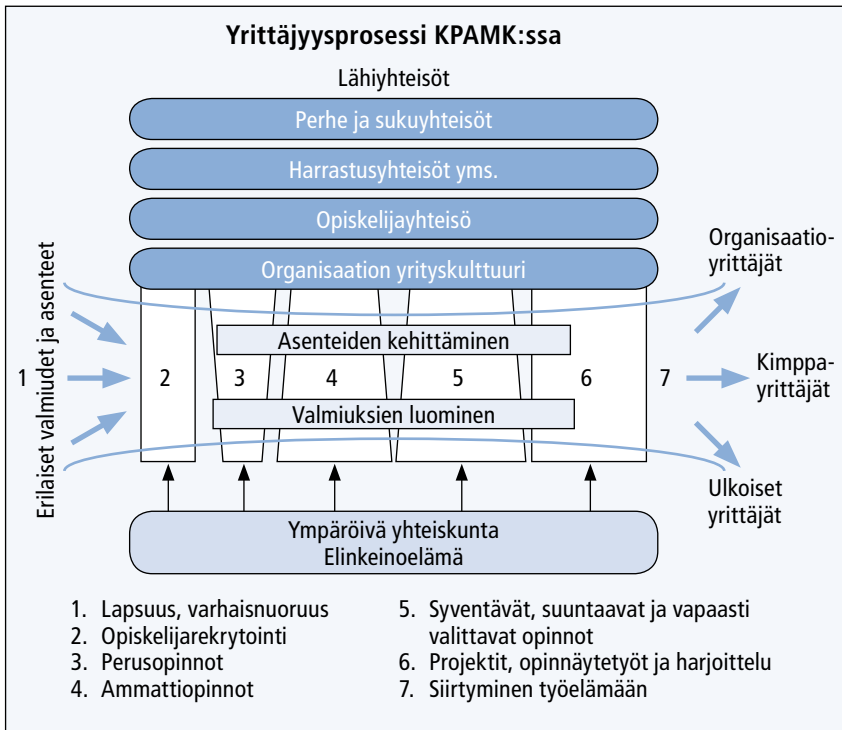 Yrittäjyysprosessi KPAMK:ssa
Lähiyhteisöt
Perhe ja sukuyhteisöt
Harrastusyhteisöt yms.
Opiskelijayhteisö
Organisaation yrityskulttuuri
Erilaiset valmiudet ja asenteet
Asenteiden kehittäminen
1
2
3
4
5
6
7
Valmiuksien luominen
Organisaatio-
yrittäjät
Kimppa-
yrittäjät
Ulkoiset
yrittäjät
Ympäröivä yhteiskunta
Elinkeinoelämä
1. Lapsuus, varhaisnuoruus
2. Opiskelijarekrytointi
3. Perusopinnot
4. Ammattiopinnot
5. Syventävät, suuntaavat ja vapaasti
valittavat opinnot
6. Projektit, opinnäytetyöt ja harjoittelu
7. Siirtyminen työelämään